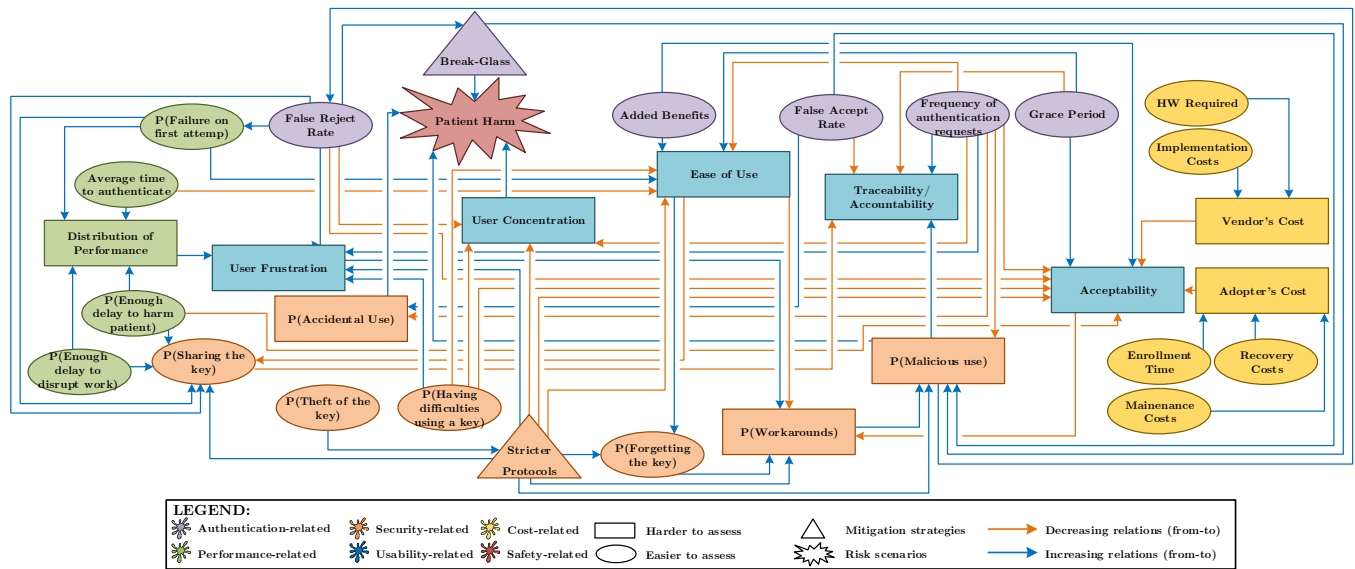 Break-Glass
Patient Harm
P(Failure on
first attemp)
False Reject
Rate
Added Benefits
False Accept
Rate
Frequency of
authentication
requests
Grace Period
HW Required
Implementation
Costs
Average time
to authenticate
Ease of Use
Traceability/
Accountability
User Concentration
Vendor's Cost
Distribution of
Performance
User Frustration
Acceptability
Adopter's Cost
P(Enough
delay to harm
patient)
P(Accidental Use)
P(Enough
delay to
disrupt work)
P(Sharing the
key)
P(Malicious use)
Enrollment
Time
Recovery
Costs
P(Theft of the
key)
P(Having
difficulties
using a key)
Mainenance
Costs
Stricter
Protocols
P(Forgetting
the key)
P(Workarounds)
LEGEND:
Authentication-related
Security-related
Cost-related
Harder to assess
Mitigation strategies
Decreasing relations (from-to)
Performance-related
Usability-related
Safety-related
Easier to assess
Risk scenarios
Increasing relations (from-to)